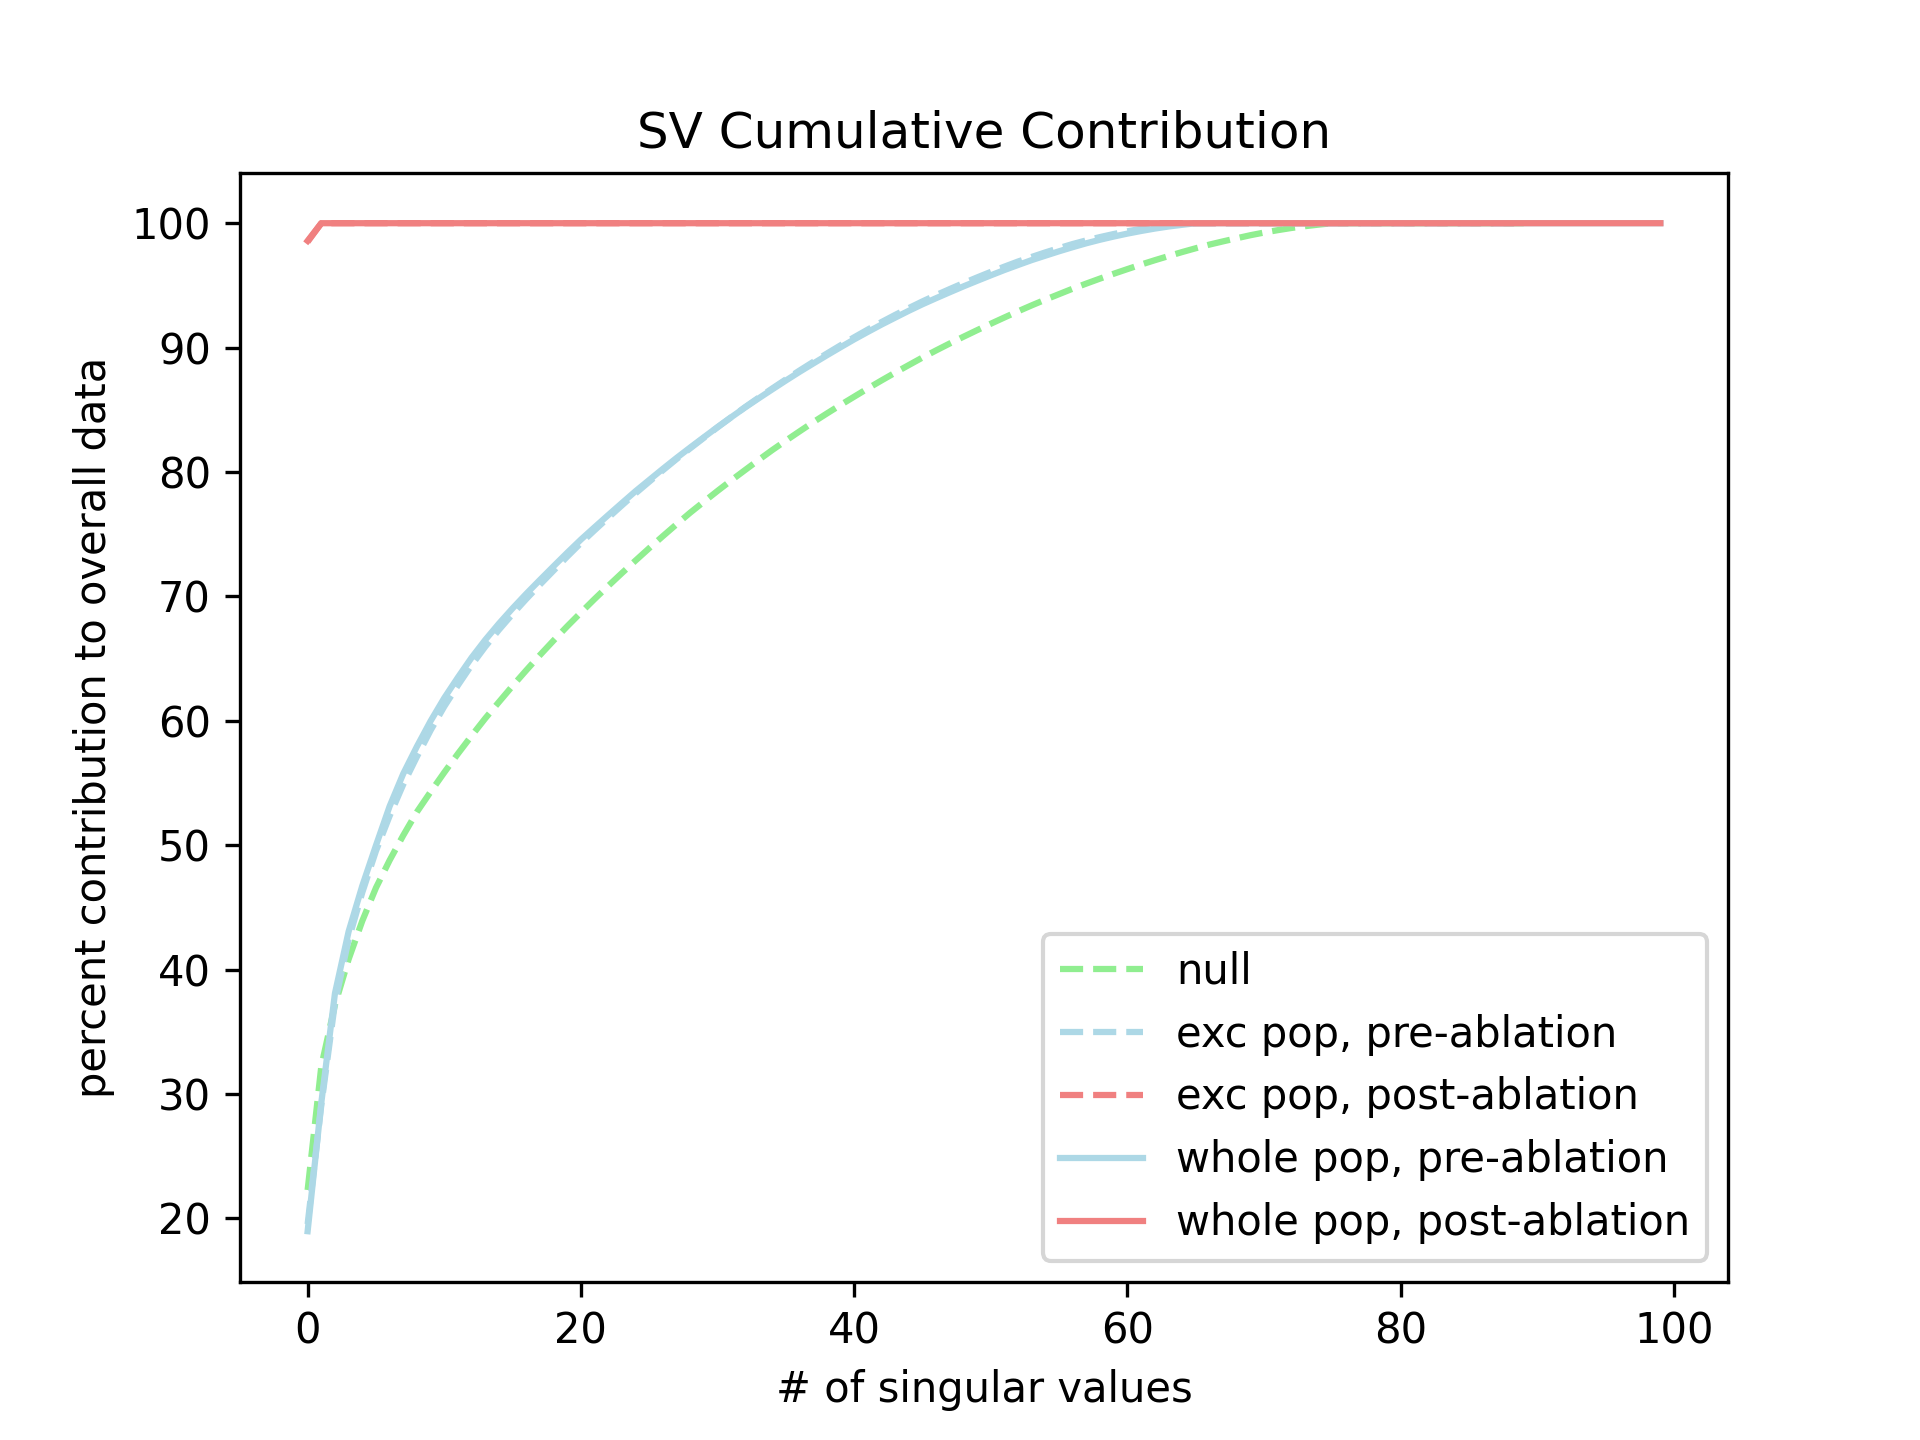 SV Cumulative Contribution
percent contribution to overall data
100
90
80
70
60
50
40
30
20
null
exc pop, pre-ablation
exc pop, post-ablation
whole pop, pre-ablation
whole pop, post-ablation
0 20 40 60 80 100
# of singular values